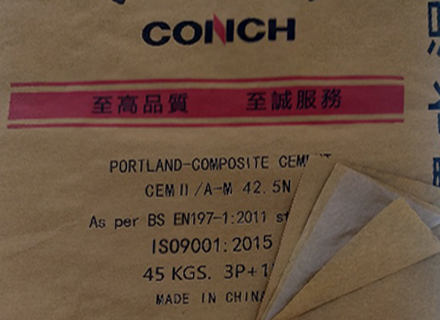 CONCH
至高品質 至誠服務
PORTLAND-COMPOSITE
CEM II/A-M 42.5N
As per BS EN197-1:2011
ISO9001:2015
45 KGS.
MADE IN CHINA